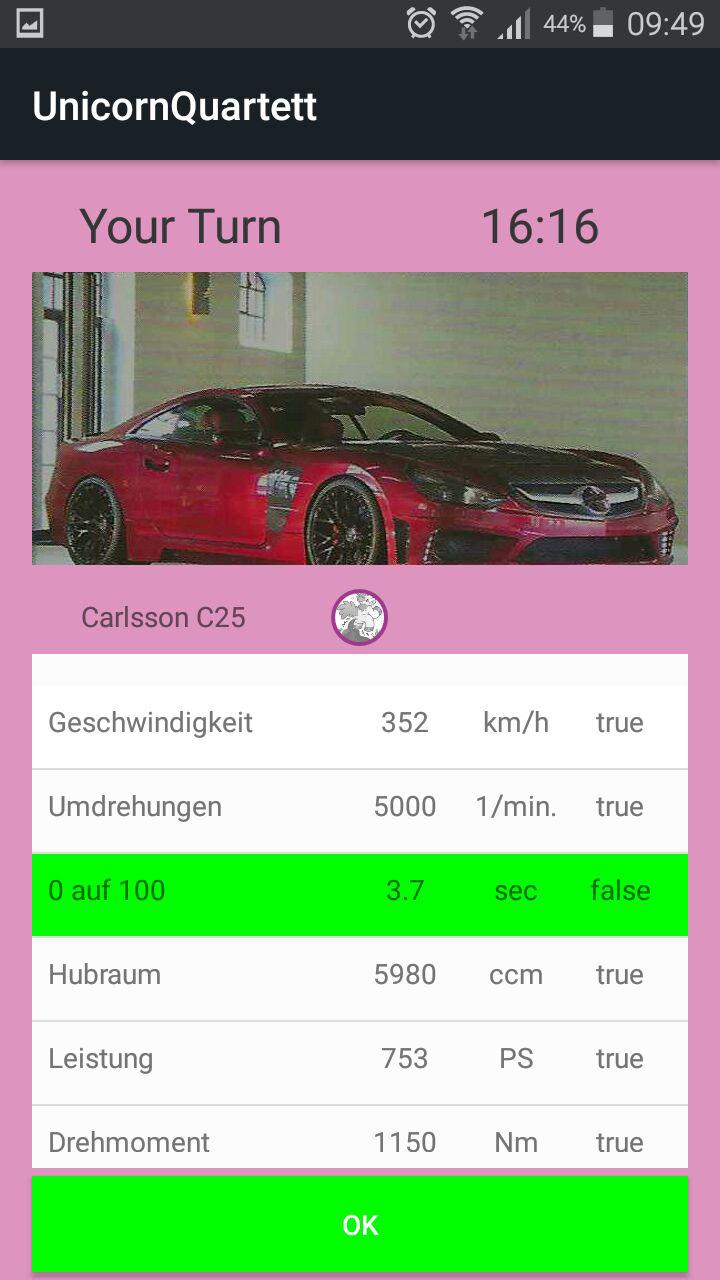 44% 09:49
UnicornQuartett
Your Turn 16:16
Carlsson C25
Geschwindigkeit 352 km/h true
Umdrehungen 5000 1/min. true
0 auf 100 3.7 sec false
Hubraum 5980 ccm true
Leistung 753 PS true
Drehmoment 1150 Nm true
OK